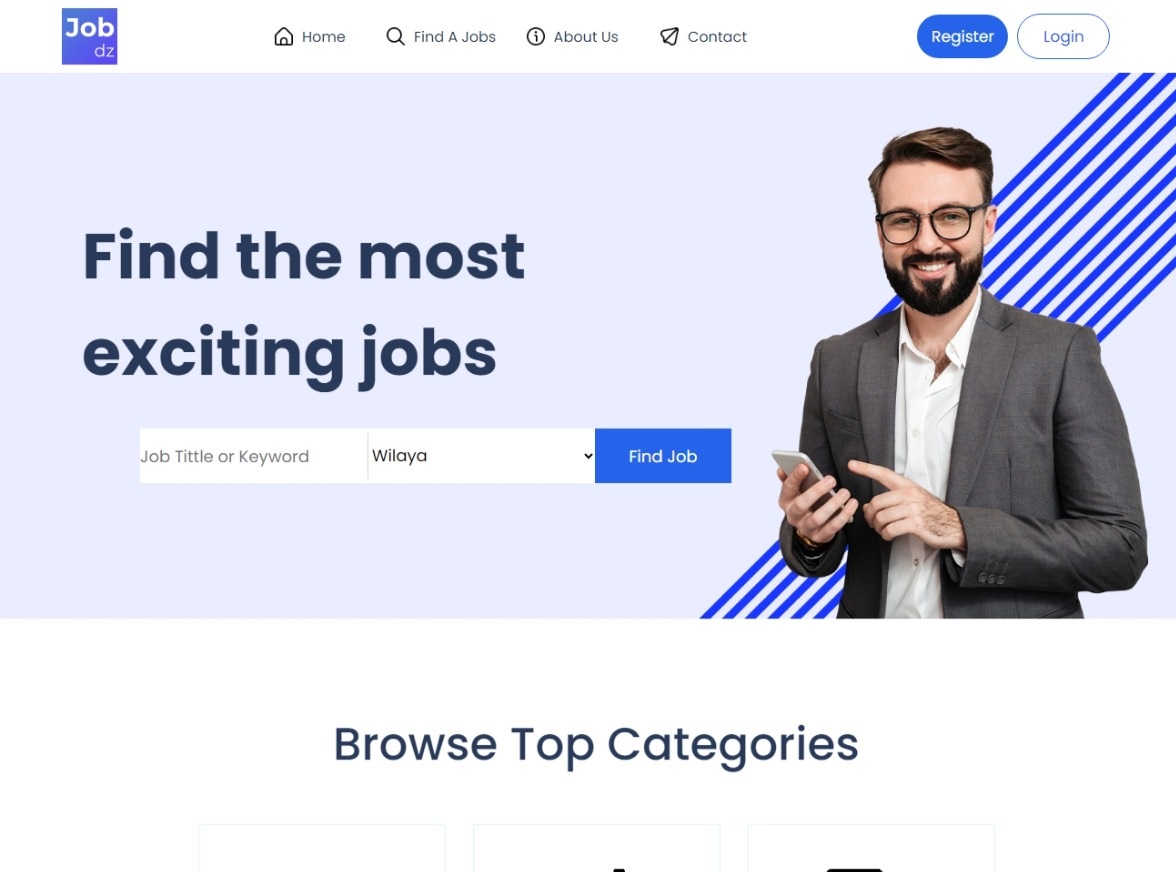 Job
dz
Home
Find A Jobs
About Us
Contact
Register
Login
Find the most
exciting jobs
Job Tittle or Keyword
Wilaya
Find Job
Browse Top Categories